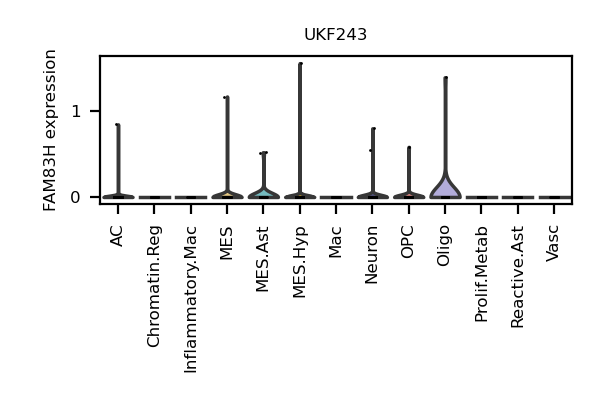 UKF243
FAM83H expression
1
0
AC
Chromatin.Reg
Inflammatory.Mac
MES
MES.Ast
MES.Hyp
Mac
Neuron
OPC
Oligo
Prolif.Metab
Reactive.Ast
Vasc